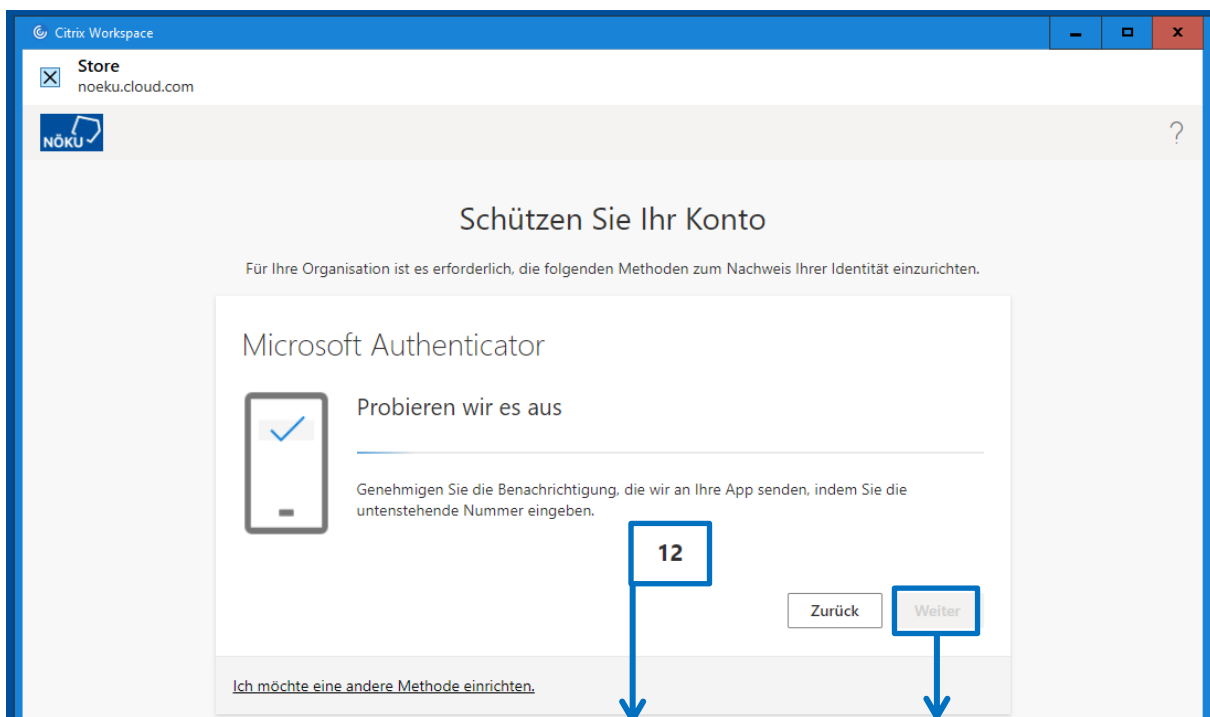 Citrix Workspace
Store
noeku.cloud.com
NÖKU
?
Schützen Sie Ihr Konto
Für Ihre Organisation ist es erforderlich, die folgenden Methoden zum Nachweis Ihrer Identität einzurichten.
Microsoft Authenticator
Probieren wir es aus
Genehmigen Sie die Benachrichtigung, die wir an Ihre App senden, indem Sie die
untenstehende Nummer eingeben.
12
Zurück Weiter
Ich möchte eine andere Methode einrichten.